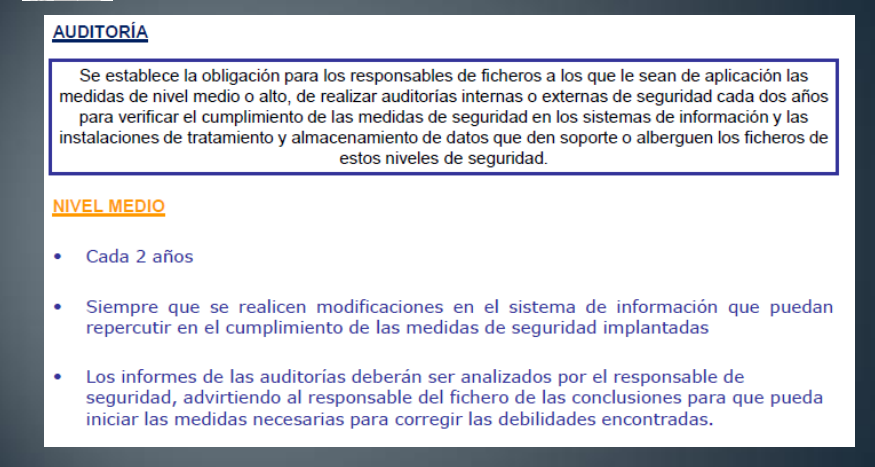 AUDITORÍA
Se establece la obligación para los responsables de ficheros a los que le sean de aplicación las
medidas de nivel medio o alto, de realizar auditorías internas o externas de seguridad cada dos años
para verificar el cumplimiento de las medidas de seguridad en los sistemas de información y las
instalaciones de tratamiento y almacenamiento de datos que den soporte o alberguen los ficheros de
estos niveles de seguridad.
NIVEL MEDIO
• Cada 2 años
• Siempre que se realicen modificaciones en el sistema de información que puedan
repercutir en el cumplimiento de las medidas de seguridad implantadas
• Los informes de las auditorías deberán ser analizados por el responsable de
seguridad, advirtiendo al responsable del fichero de las conclusiones para que pueda
iniciar las medidas necesarias para corregir las debilidades encontradas.